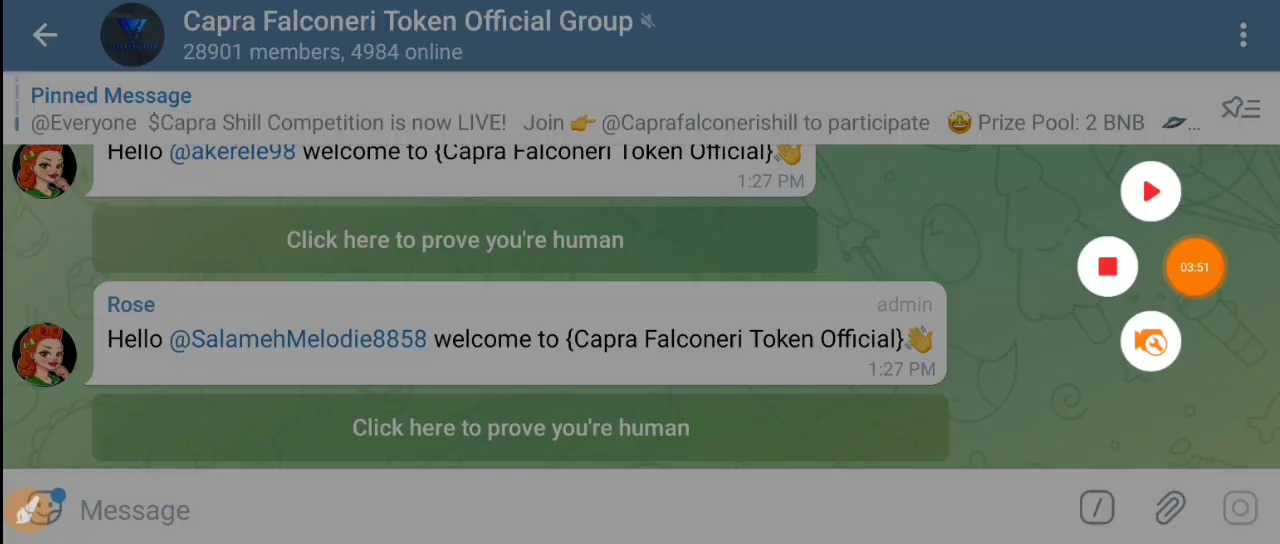 Capra Falconeri Token Official Group
28901 members, 4984 online
Pinned Message
@Everyone $Capra Shill Competition is now LIVE! Join 👉 @Caprafalconerishill to participate 🤩 Prize Pool: 2 BNB ...
Hello @akerele98 welcome to {Capra Falconeri Token Official}👋
1:27 PM
Click here to prove you're human
Rose admin
Hello @SalamehMelodie8858 welcome to {Capra Falconeri Token Official}👋
1:27 PM
Click here to prove you're human
03:51
Message